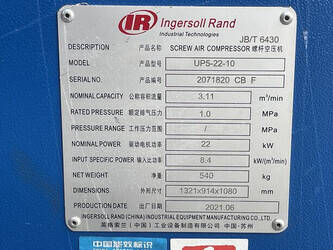 IR Ingersoll Rand
Industrial Technologies
JB/T 6430
DESCRIPTION 产品名称 SCREW AIR COMPRESSOR 螺杆空压机
MODEL 产品型号 UP5-22-10
SERIAL NO. 产品编号 2071820 CB F
NOMINAL CAPACITY 公称容积流量 3.11 m³/min
RATED PRESSURE 额定排气压力 1.0 MPa
PRESSURE RANGE 工作压力范围 / MPa
NOMINAL POWER 驱动电机功率 22 kW
INPUT SPECIFIC POWER 输入比功率 8.4 kW/(m³/min)
NET WEIGHT 净重量 540 kg
DIMENSIONS 外形尺寸 1321x914x1080 mm
PRODUCTION DATE 出厂日期 2021.06
INGERSOLL RAND (CHINA) INDUSTRIAL EQUIPMENT MANUFACTURING CO.,LTD.
英格索兰（中国）工业设备制造有限公司 中国·苏州
中国能效标识